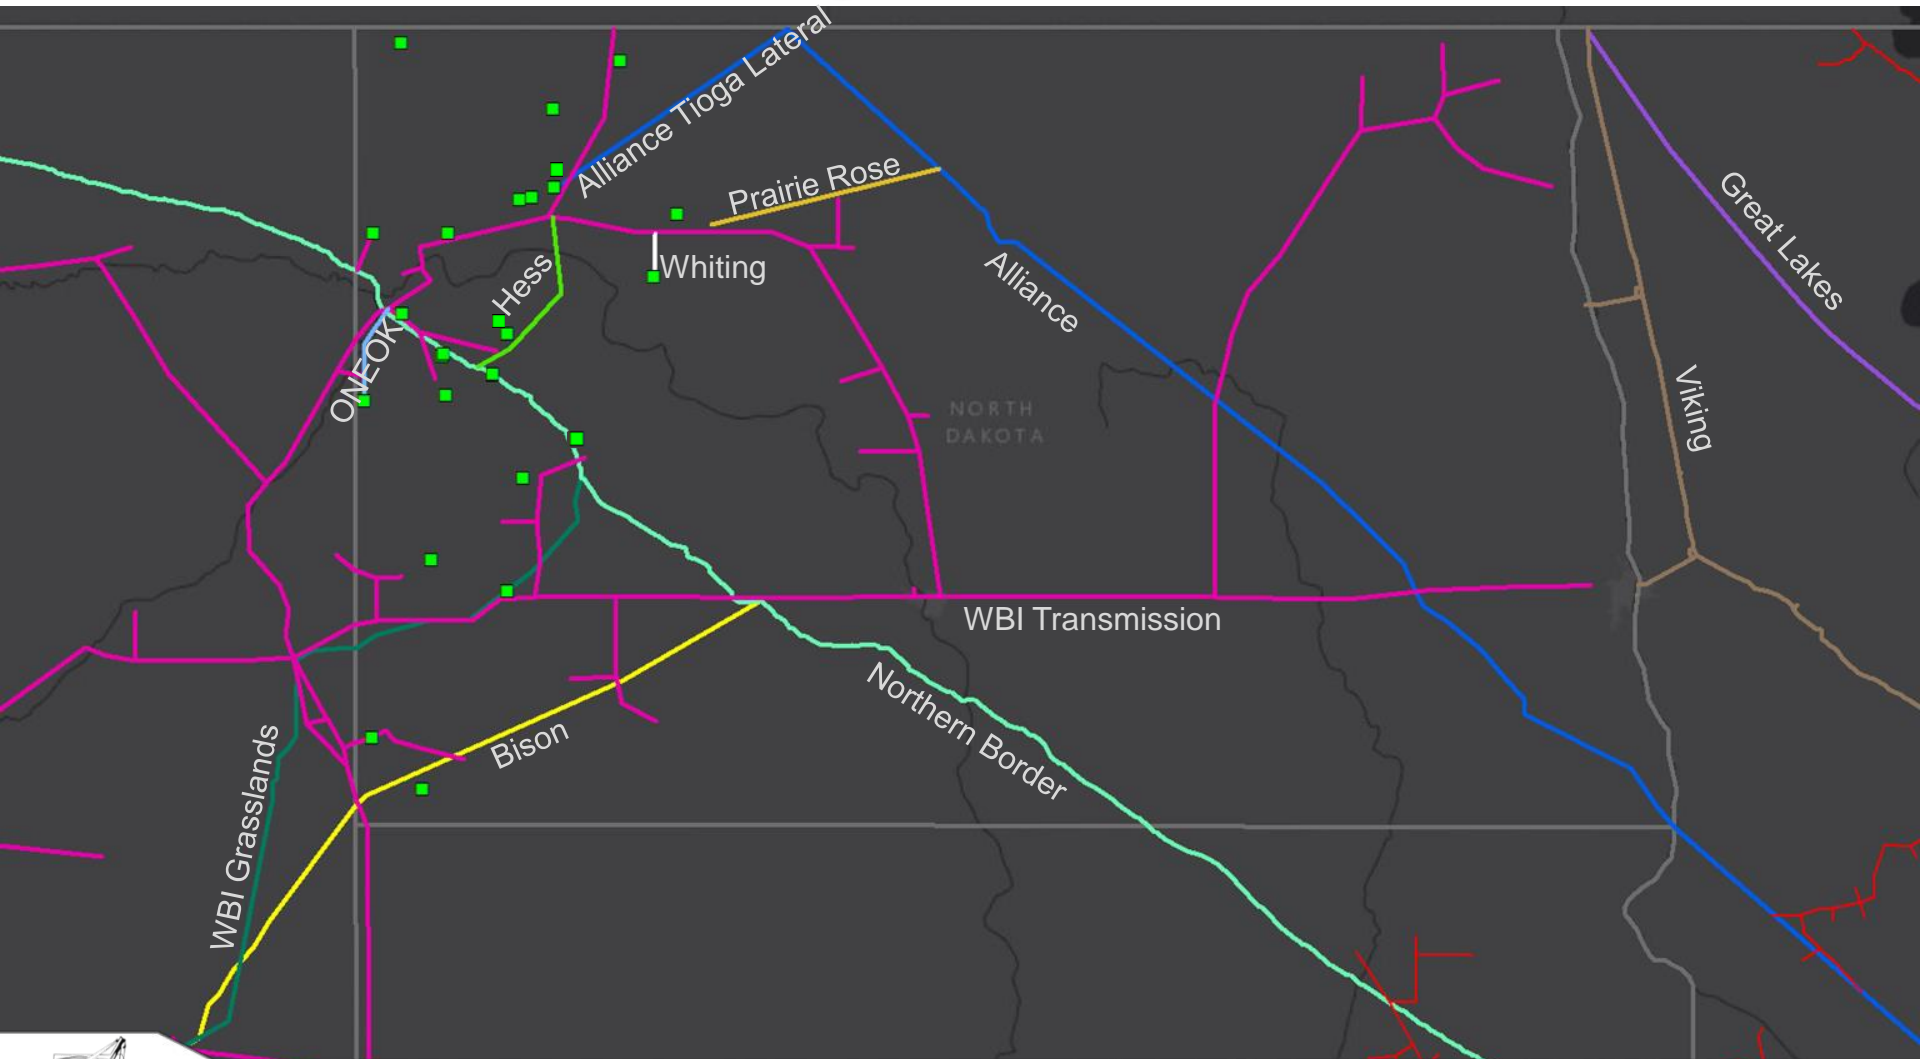 Alliance Tioga Lateral
Prairie Rose
Great Lakes
Hess
Whiting
Alliance
ONEOK
Viking
NORTH
DAKOTA
WBI Transmission
Northern Border
Bison
WBI Grasslands